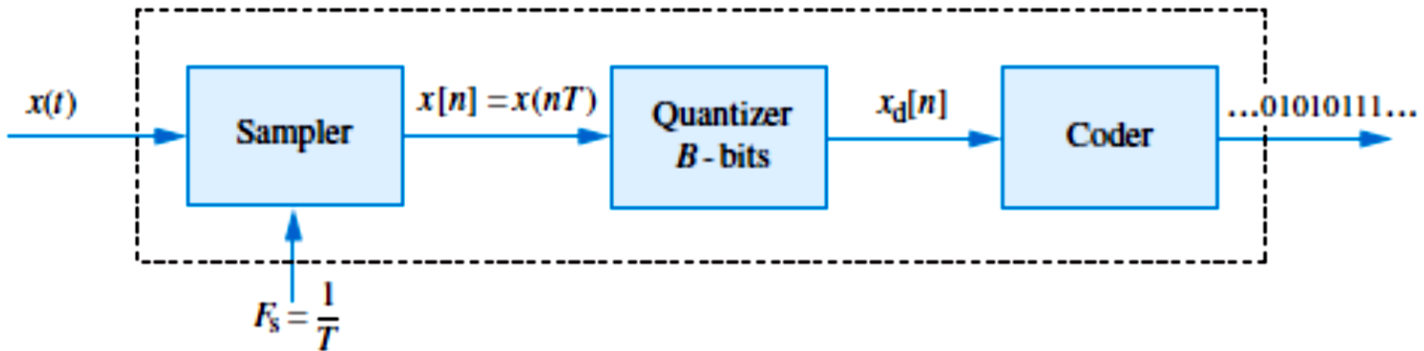 x(t)
Sampler
x[n] = x(nT)
Quantizer
B - bits
x_d[n]
Coder
...01010111...
F_s = 1/T